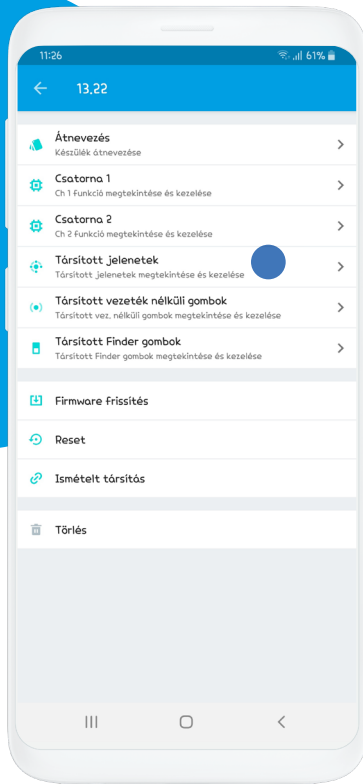 11:26 61%
13.22
Átnevezés
Készülék átnevezése
Csatorna 1
Ch 1 funkció megtekintése és kezelése
Csatorna 2
Ch 2 funkció megtekintése és kezelése
Társított jelenetek
Társított jelenetek megtekintése és kezelése
Társított vezeték nélküli gombok
Társított vez. nélküli gombok megtekintése és kezelése
Társított Finder gombok
Társított Finder gombok megtekintése és kezelése
Firmware frissítés
Reset
Ismételt társítás
Törlés